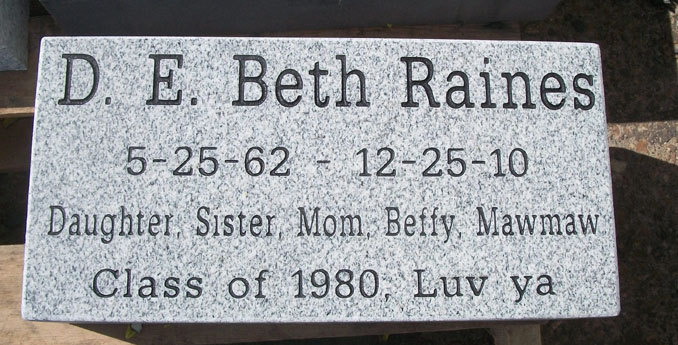 D. E. Beth Raines
5-25-62 - 12-25-10
Daughter, Sister, Mom, Beffy, Mawmaw
Class of 1980, Luv ya